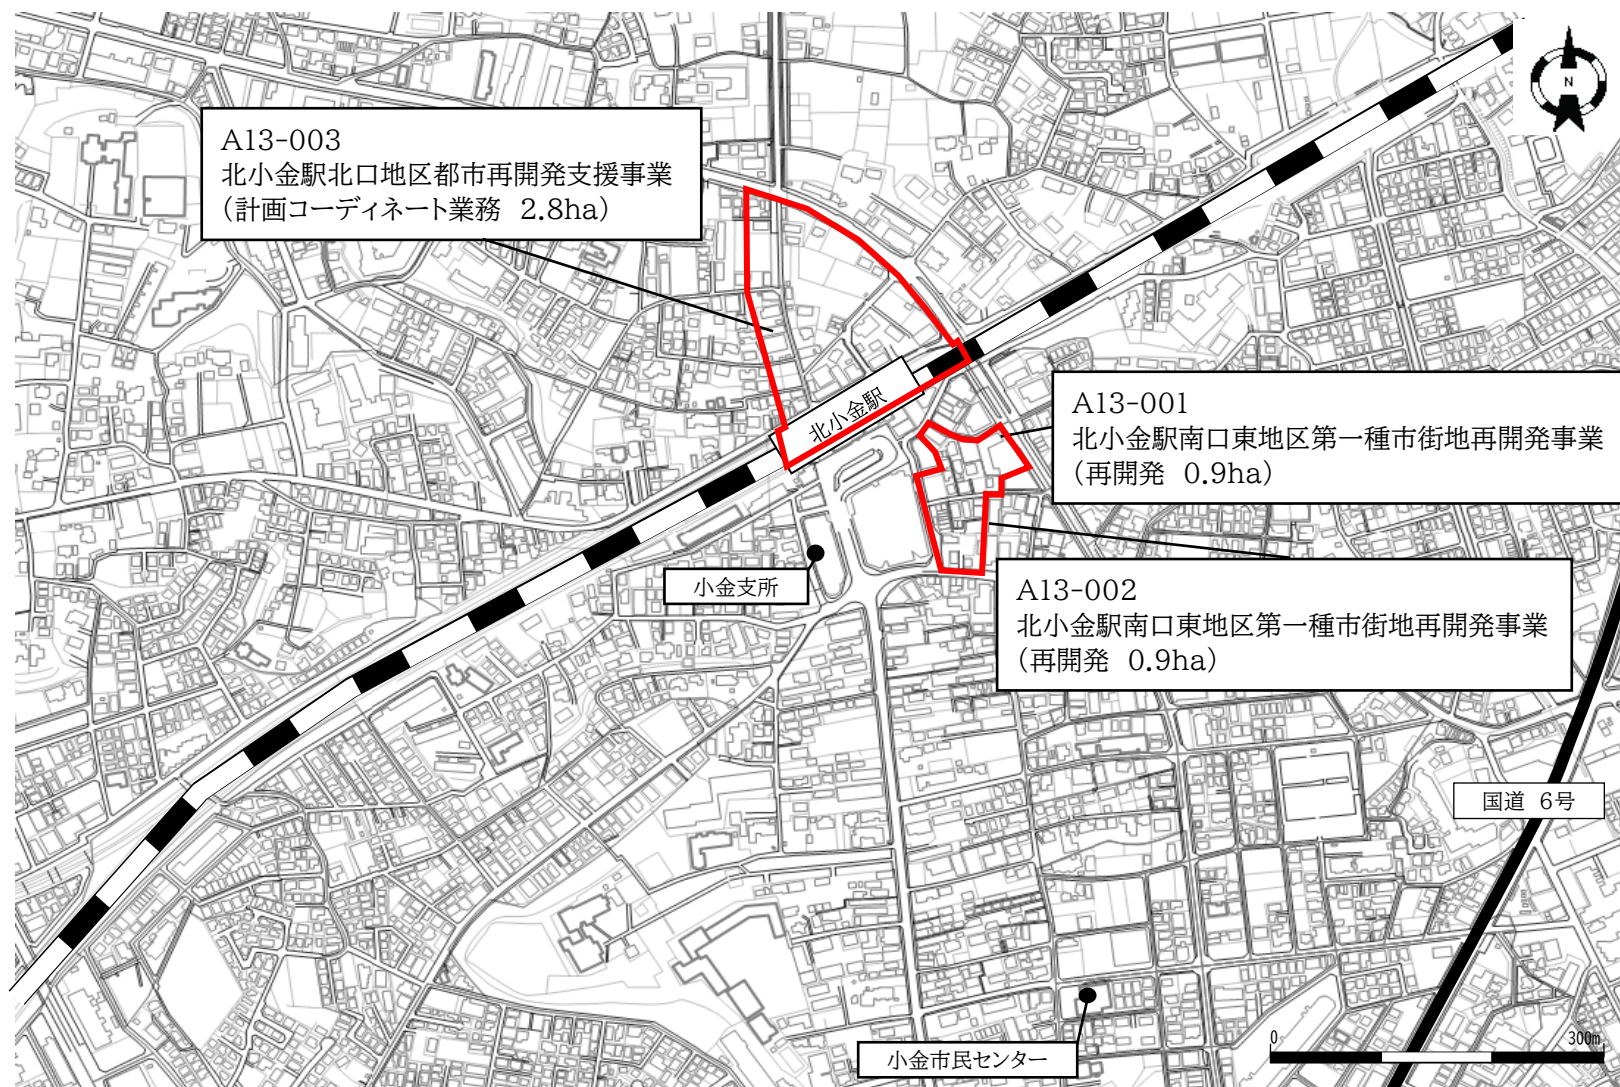 N
A13-003
北小金駅北口地区都市再開発支援事業
(計画コーディネート業務 2.8ha)
北小金駅
A13-001
北小金駅南口東地区第一種市街地再開発事業
(再開発 0.9ha)
小金支所
A13-002
北小金駅南口東地区第一種市街地再開発事業
(再開発 0.9ha)
国道 6号
小金市民センター
0 300m